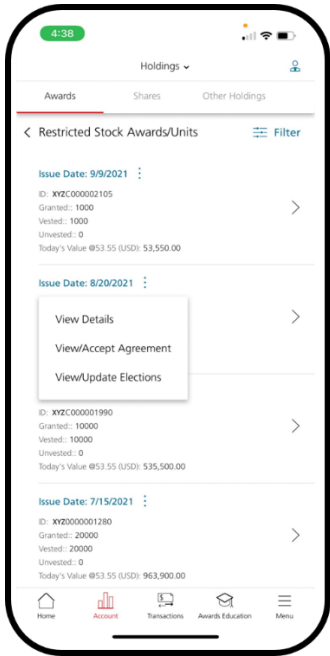 4:38
Holdings
Awards
Shares
Other Holdings
Restricted Stock Awards/Units
Filter
Issue Date: 9/9/2021
ID: XYZC000002105
Granted:: 1000
Vested:: 1000
Unvested:: 0
Today's Value @53.55 (USD): 53,550.00
Issue Date: 8/20/2021
View Details
View/Accept Agreement
View/Update Elections
ID: XYZC000001990
Granted:: 10000
Vested:: 10000
Unvested:: 0
Today's Value @53.55 (USD): 535,500.00
Issue Date: 7/15/2021
ID: XYZ0000001280
Granted:: 20000
Vested:: 20000
Unvested:: 0
Today's Value @53.55 (USD): 963,900.00
Home
Account
Transactions
Awards Education
Menu